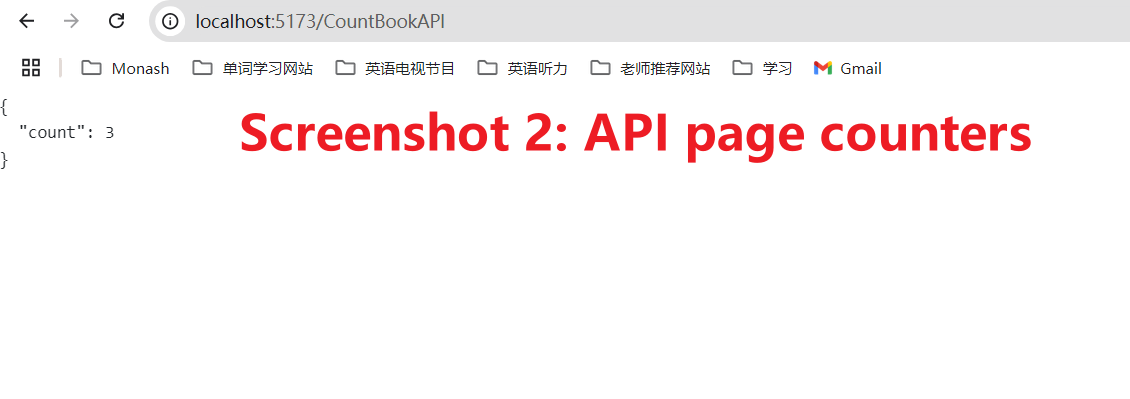 localhost:5173/CountBookAPI
Monash 单词学习网站 英语电视节目 英语听力 老师推荐网站 学习 Gmail
{
"count": 3
}
Screenshot 2: API page counters